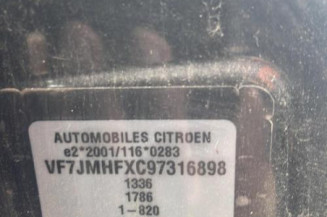 AUTOMOBILES CITROEN
e2*2001/116*0283
VF7JMHFXC97316898
1336
1786
1-820